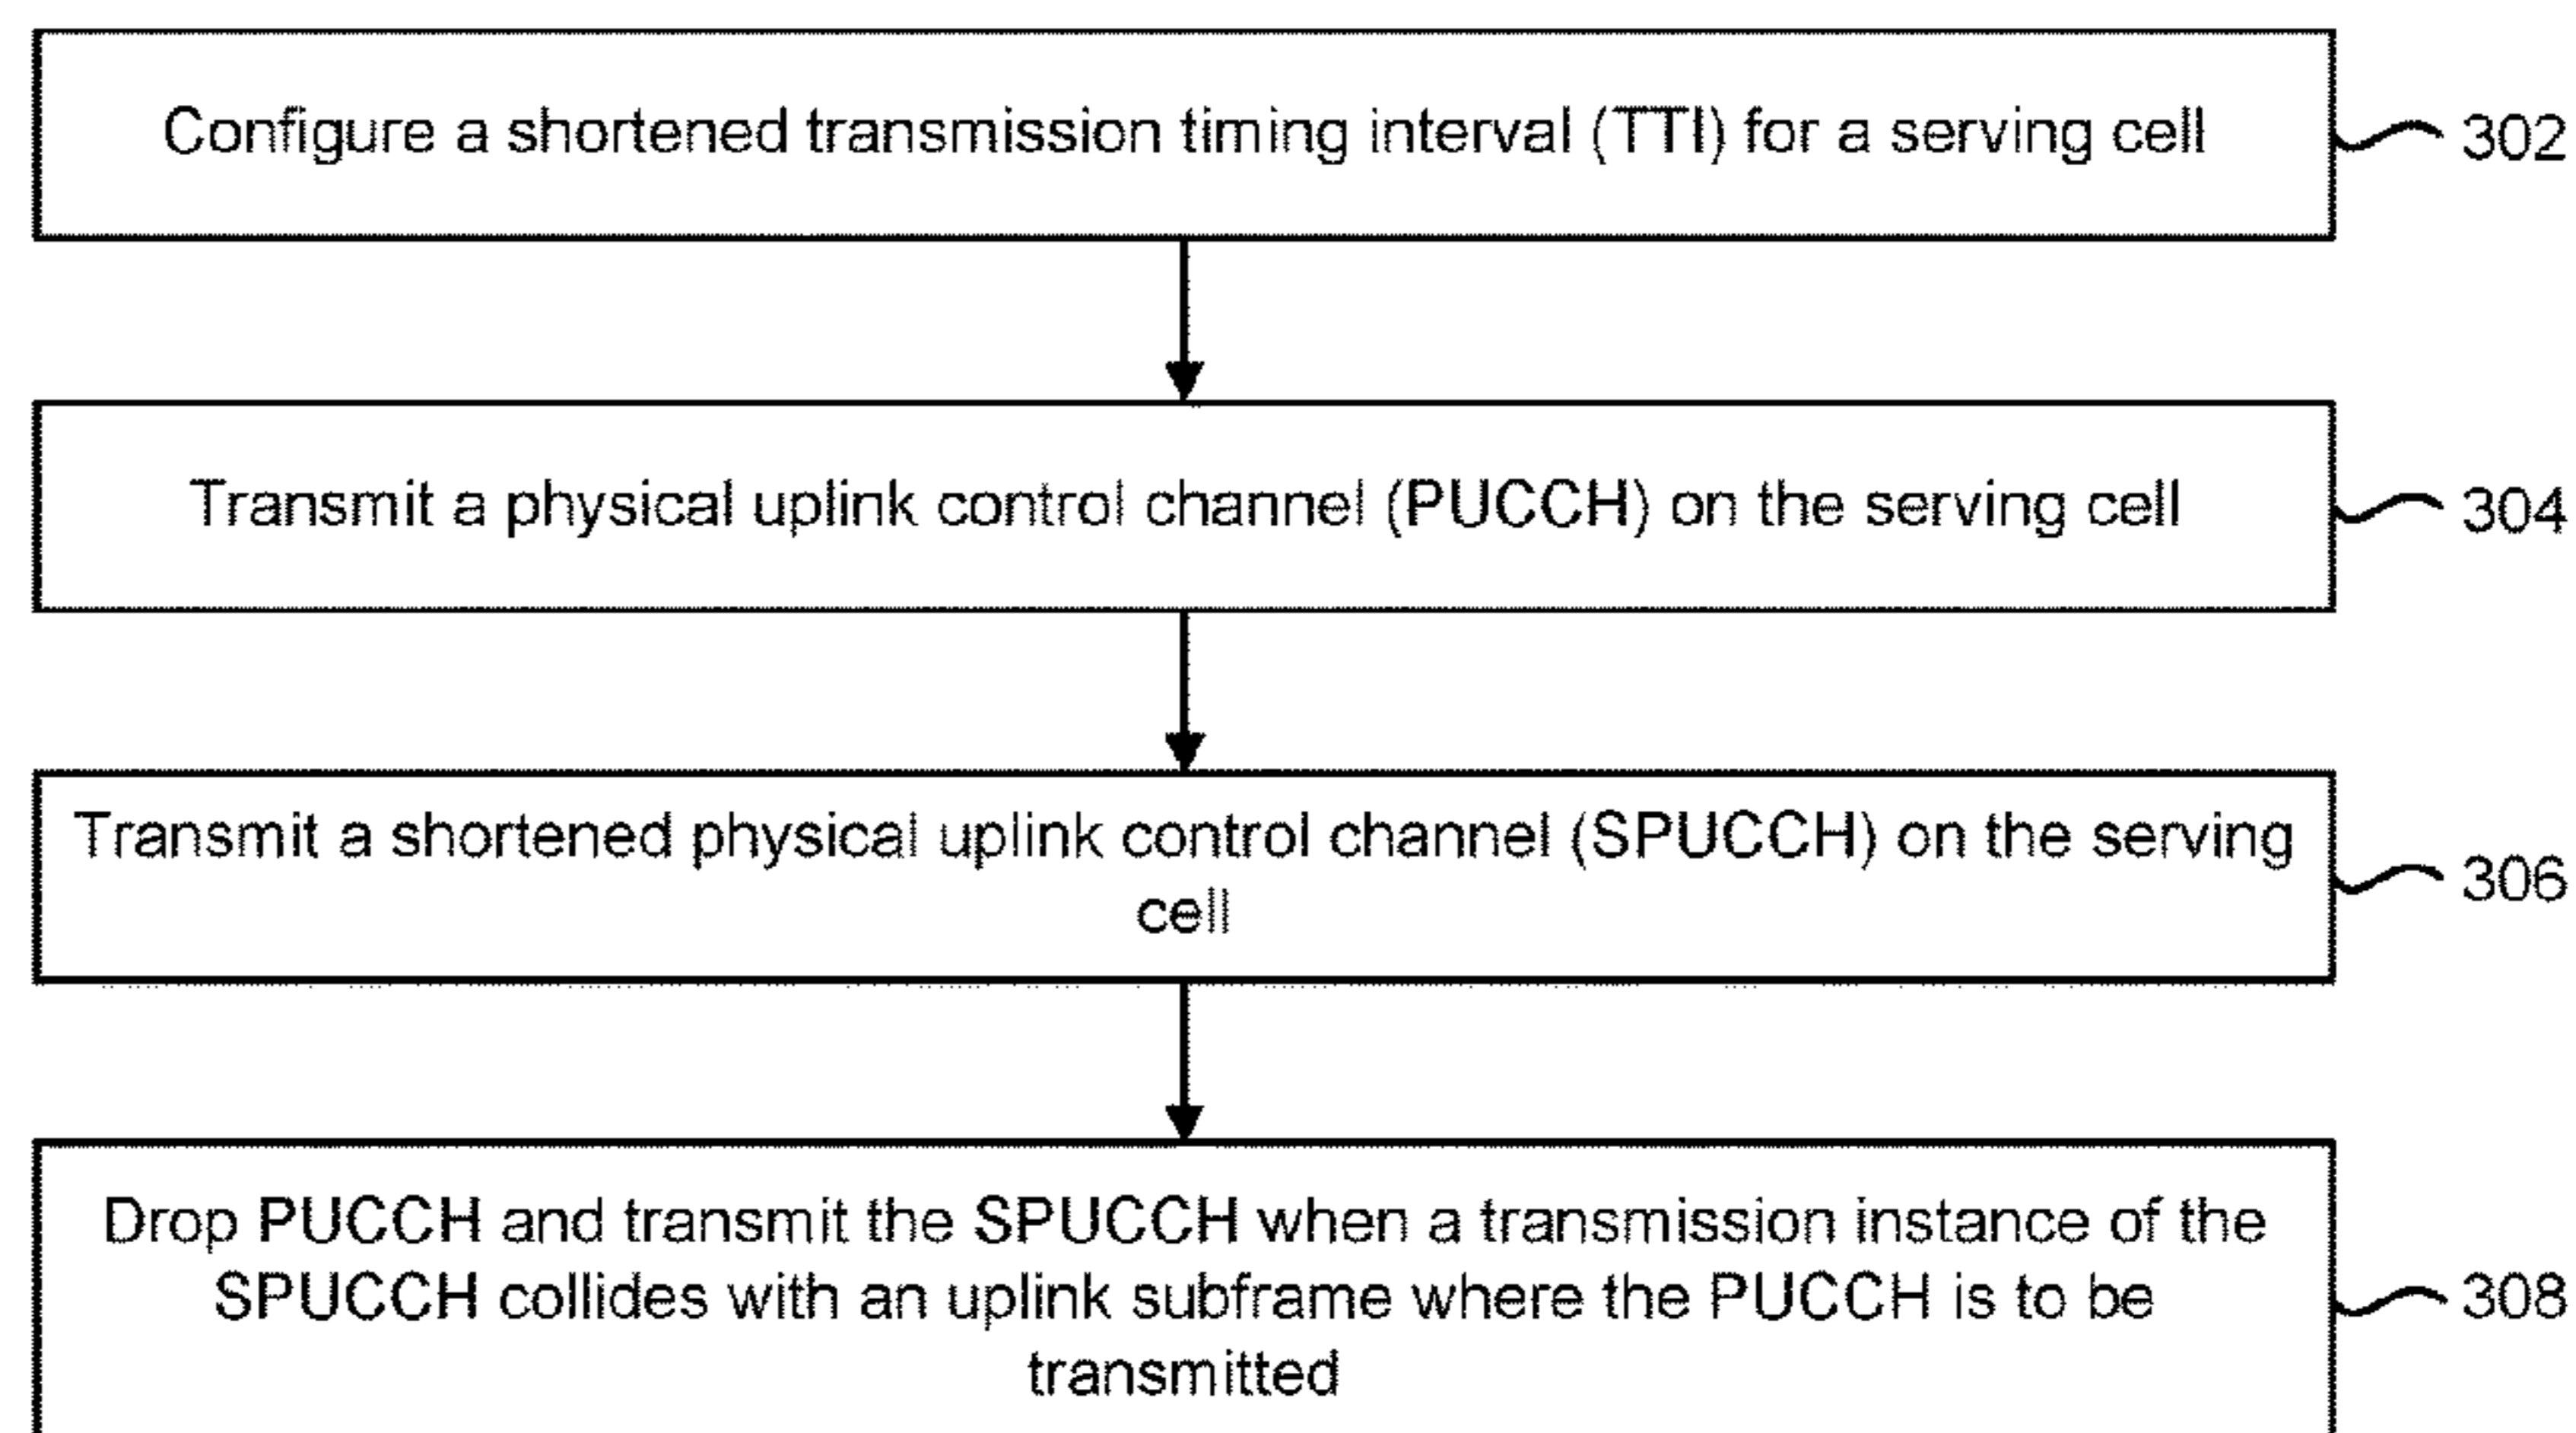 Configure a shortened transmission timing interval (TTI) for a serving cell
302
Transmit a physical uplink control channel (PUCCH) on the serving cell
304
Transmit a shortened physical uplink control channel (SPUCCH) on the serving
cell
306
Drop PUCCH and transmit the SPUCCH when a transmission instance of the
SPUCCH collides with an uplink subframe where the PUCCH is to be
transmitted
308